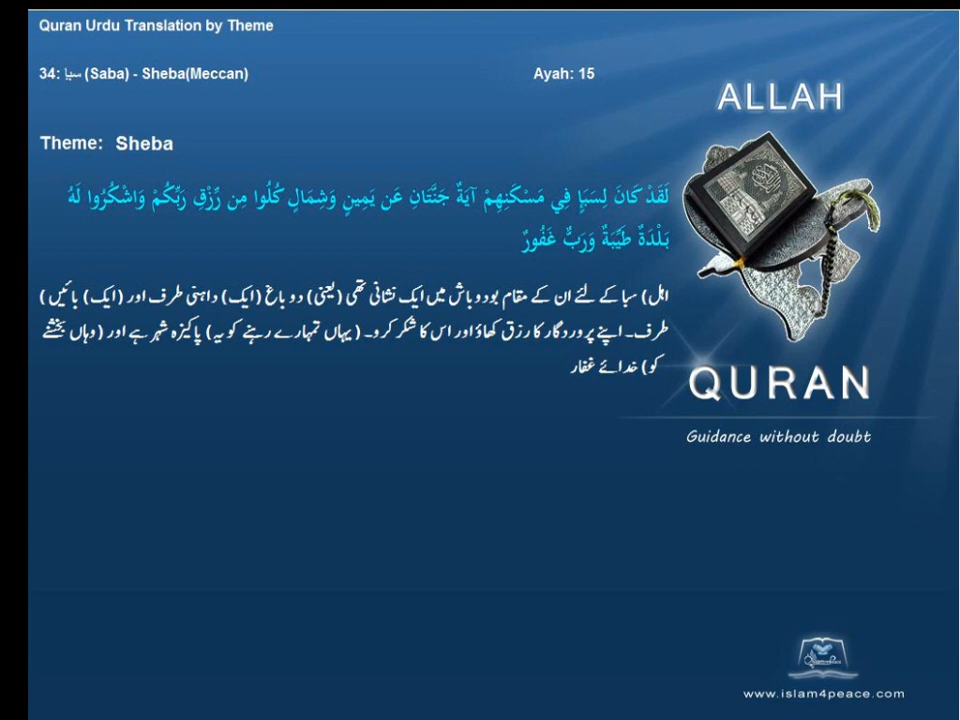 Quran Urdu Translation by Theme
34: سبإ (Saba) - Sheba(Meccan)
Ayah: 15
ALLAH
Theme: Sheba
لَقَدْ كَانَ لِسَبَإٍ فِي مَسْكَنِهِمْ آيَةٌ جَنَّتَانِ عَن يَمِينٍ وَشِمَالٍ كُلُوا مِن رِّزْقِ رَبِّكُمْ وَاشْكُرُوا لَهُ
بَلْدَةٌ طَيِّبَةٌ وَرَبٌّ غَفُورٌ
اہل) سبا کے لئے ان کے مقام بودوباش میں ایک نشانی تھی (یعنی) دو باغ (ایک) داہنی طرف اور (ایک) بائیں )
طرف۔ اپنے پروردگار کا رزق کھاؤ اور اس کا شکر کرو۔ (یہاں تمہارے رہنے کو یہ) پاکیزہ شہر ہے اور (وہاں بخشنے
کو) خدائے غفار
QURAN
Guidance without doubt
www.islam4peace.com